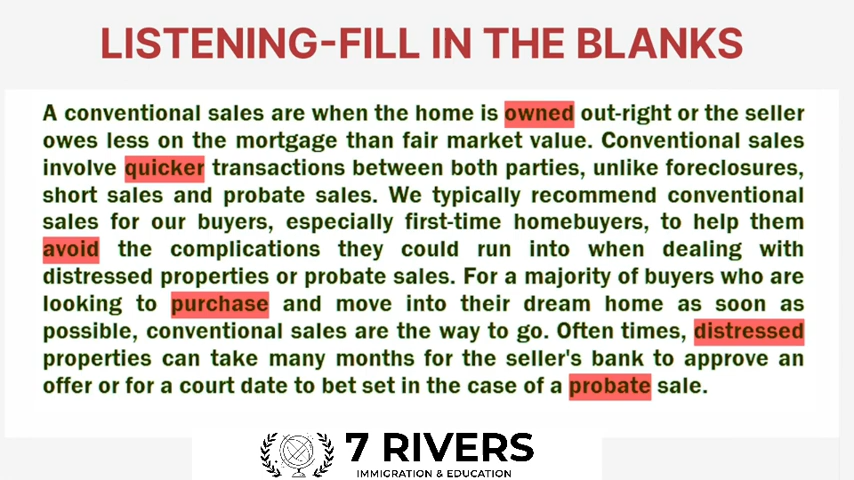 LISTENING-FILL IN THE BLANKS
A conventional sales are when the home is owned out-right or the seller
owes less on the mortgage than fair market value. Conventional sales
involve quicker transactions between both parties, unlike foreclosures,
short sales and probate sales. We typically recommend conventional
sales for our buyers, especially first-time homebuyers, to help them
avoid the complications they could run into when dealing with
distressed properties or probate sales. For a majority of buyers who are
looking to purchase and move into their dream home as soon as
possible, conventional sales are the way to go. Often times, distressed
properties can take many months for the seller's bank to approve an
offer or for a court date to bet set in the case of a probate sale.
7 RIVERS
IMMIGRATION & EDUCATION